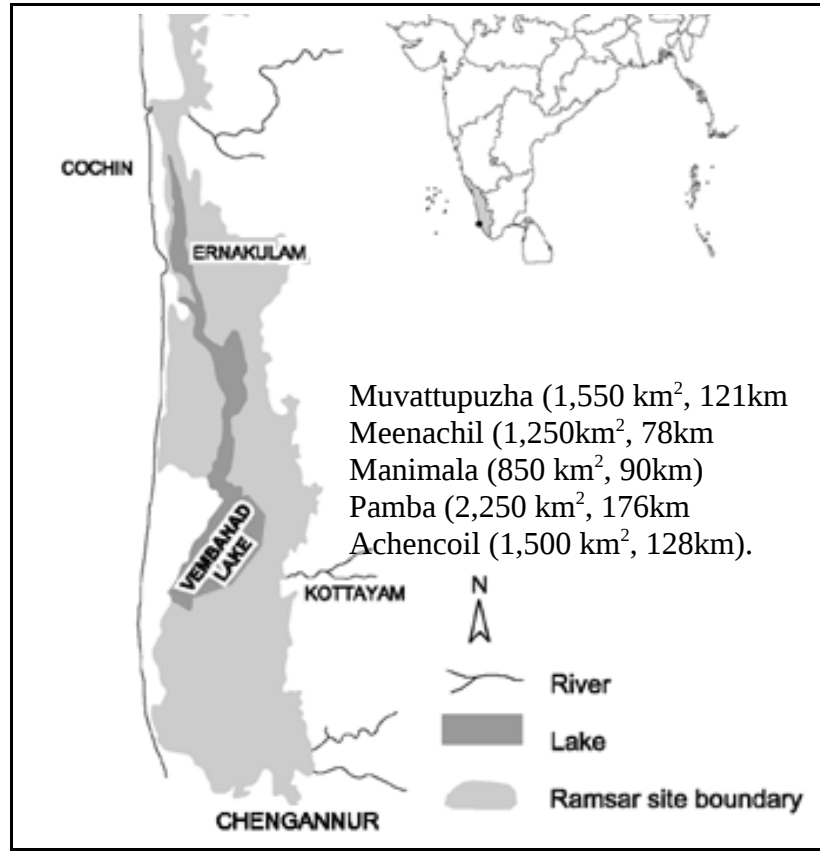 COCHIN
ERNAKULAM
Muvattupuzha (1,550 km², 121km
Meenachil (1,250km², 78km
Manimala (850 km², 90km)
Pamba (2,250 km², 176km
Achencoil (1,500 km², 128km).
VEMBANAD
LAKE
KOTTAYAM
N
River
Lake
Ramsar site boundary
CHENGANNUR